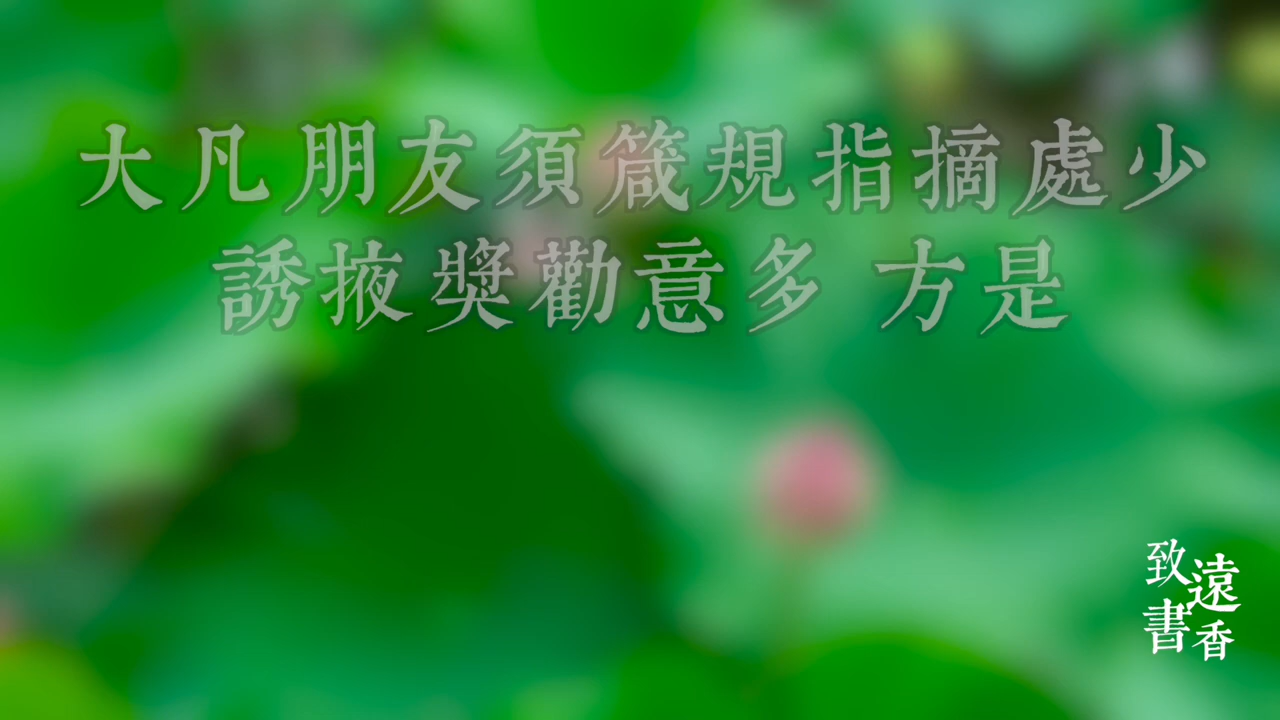 大凡朋友須箴規指摘處少
誘掖獎勸意多 方是
致遠書香